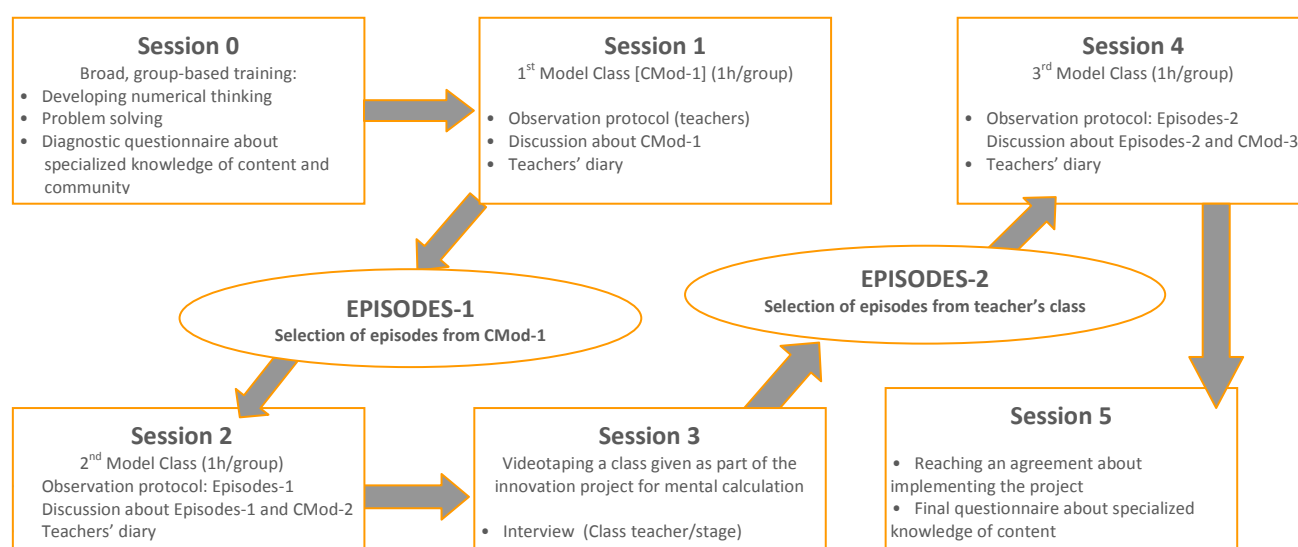 Session 0
Broad, group-based training:
• Developing numerical thinking
• Problem solving
• Diagnostic questionnaire about
specialized knowledge of content and
community
Session 1
1st Model Class [CMod-1] (1h/group)
• Observation protocol (teachers)
• Discussion about CMod-1
• Teachers’ diary
Session 4
3rd Model Class (1h/group)
• Observation protocol: Episodes-2
Discussion about Episodes-2 and CMod-3
• Teachers’ diary
EPISODES-1
Selection of episodes from CMod-1
EPISODES-2
Selection of episodes from teacher’s class
Session 2
2nd Model Class (1h/group)
Observation protocol: Episodes-1
Discussion about Episodes-1 and CMod-2
Teachers’ diary
Session 3
Videotaping a class given as part of the
innovation project for mental calculation
• Interview (Class teacher/stage)
Session 5
• Reaching an agreement about
implementing the project
• Final questionnaire about specialized
knowledge of content